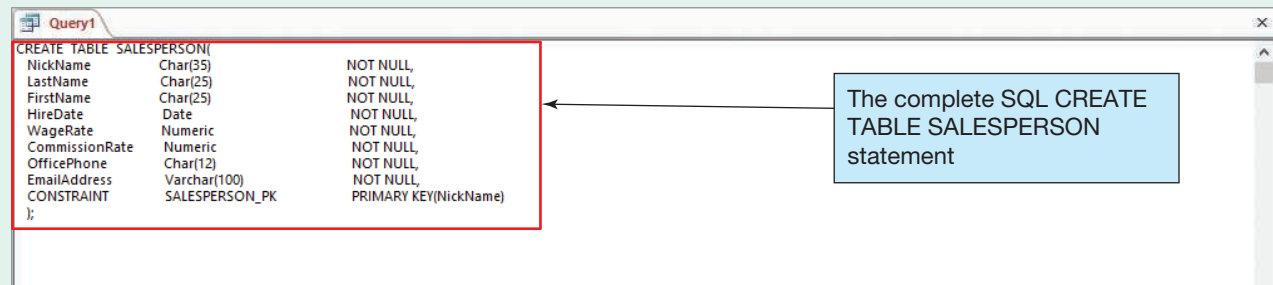 Query1
CREATE TABLE SALESPERSON(
NickName Char(35) NOT NULL,
LastName Char(25) NOT NULL,
FirstName Char(25) NOT NULL,
HireDate Date NOT NULL,
WageRate Numeric NOT NULL,
CommissionRate Numeric NOT NULL,
OfficePhone Char(12) NOT NULL,
EmailAddress Varchar(100) NOT NULL,
CONSTRAINT SALESPERSON_PK PRIMARY KEY(NickName)
);
The complete SQL CREATE
TABLE SALESPERSON
statement